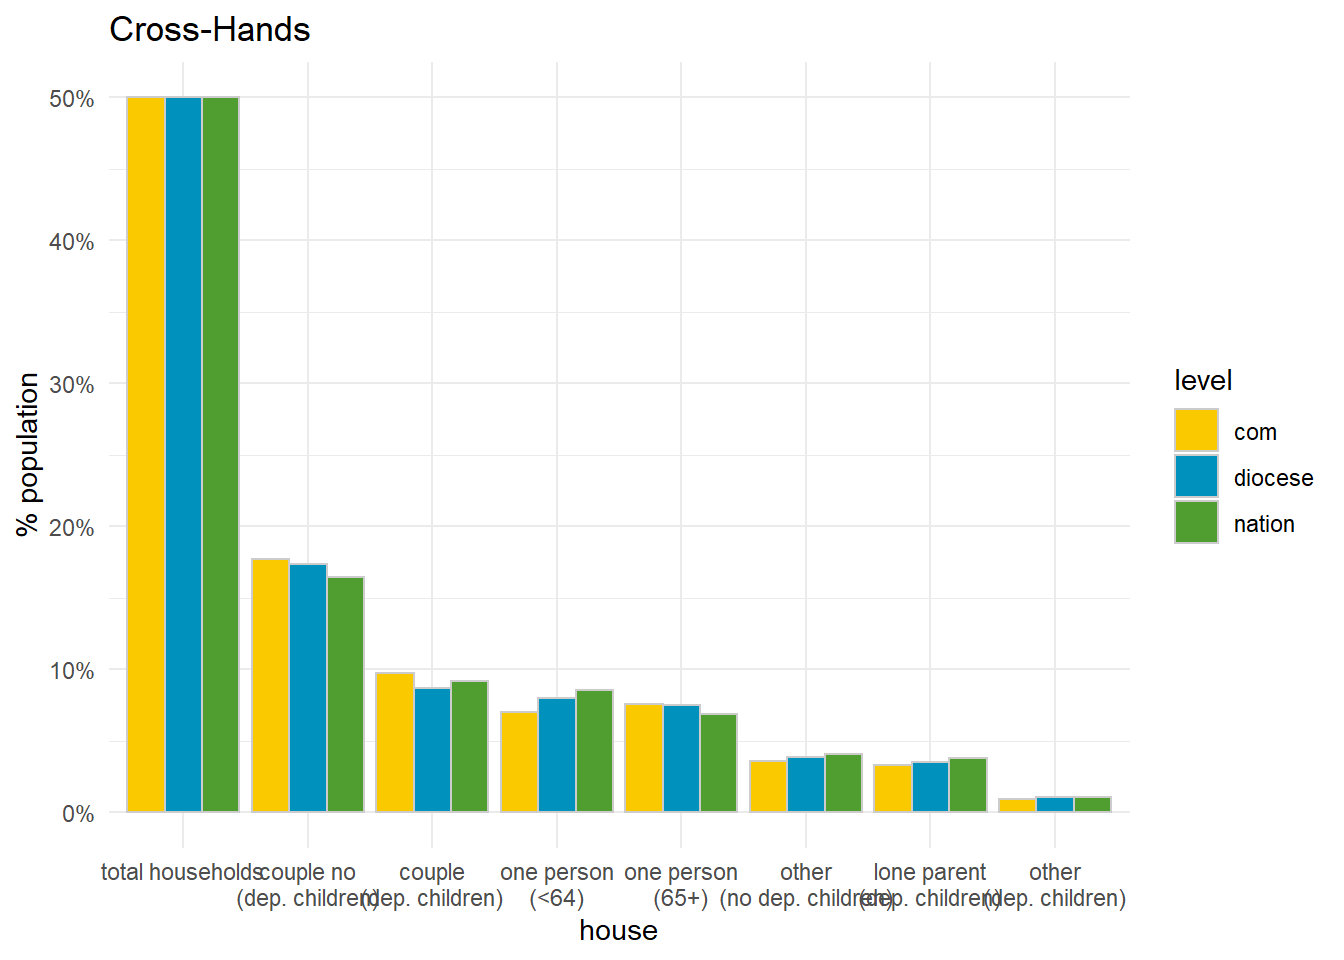 Cross-Hands
50%
40%
30%
20%
10%
0%
% population
total households
couple no
(dep. children)
couple
(dep. children)
one person
(<64)
one person
(65+)
other
(no dep. children)
lone parent
(dep. children)
other
(dep. children)
house
level
com
diocese
nation